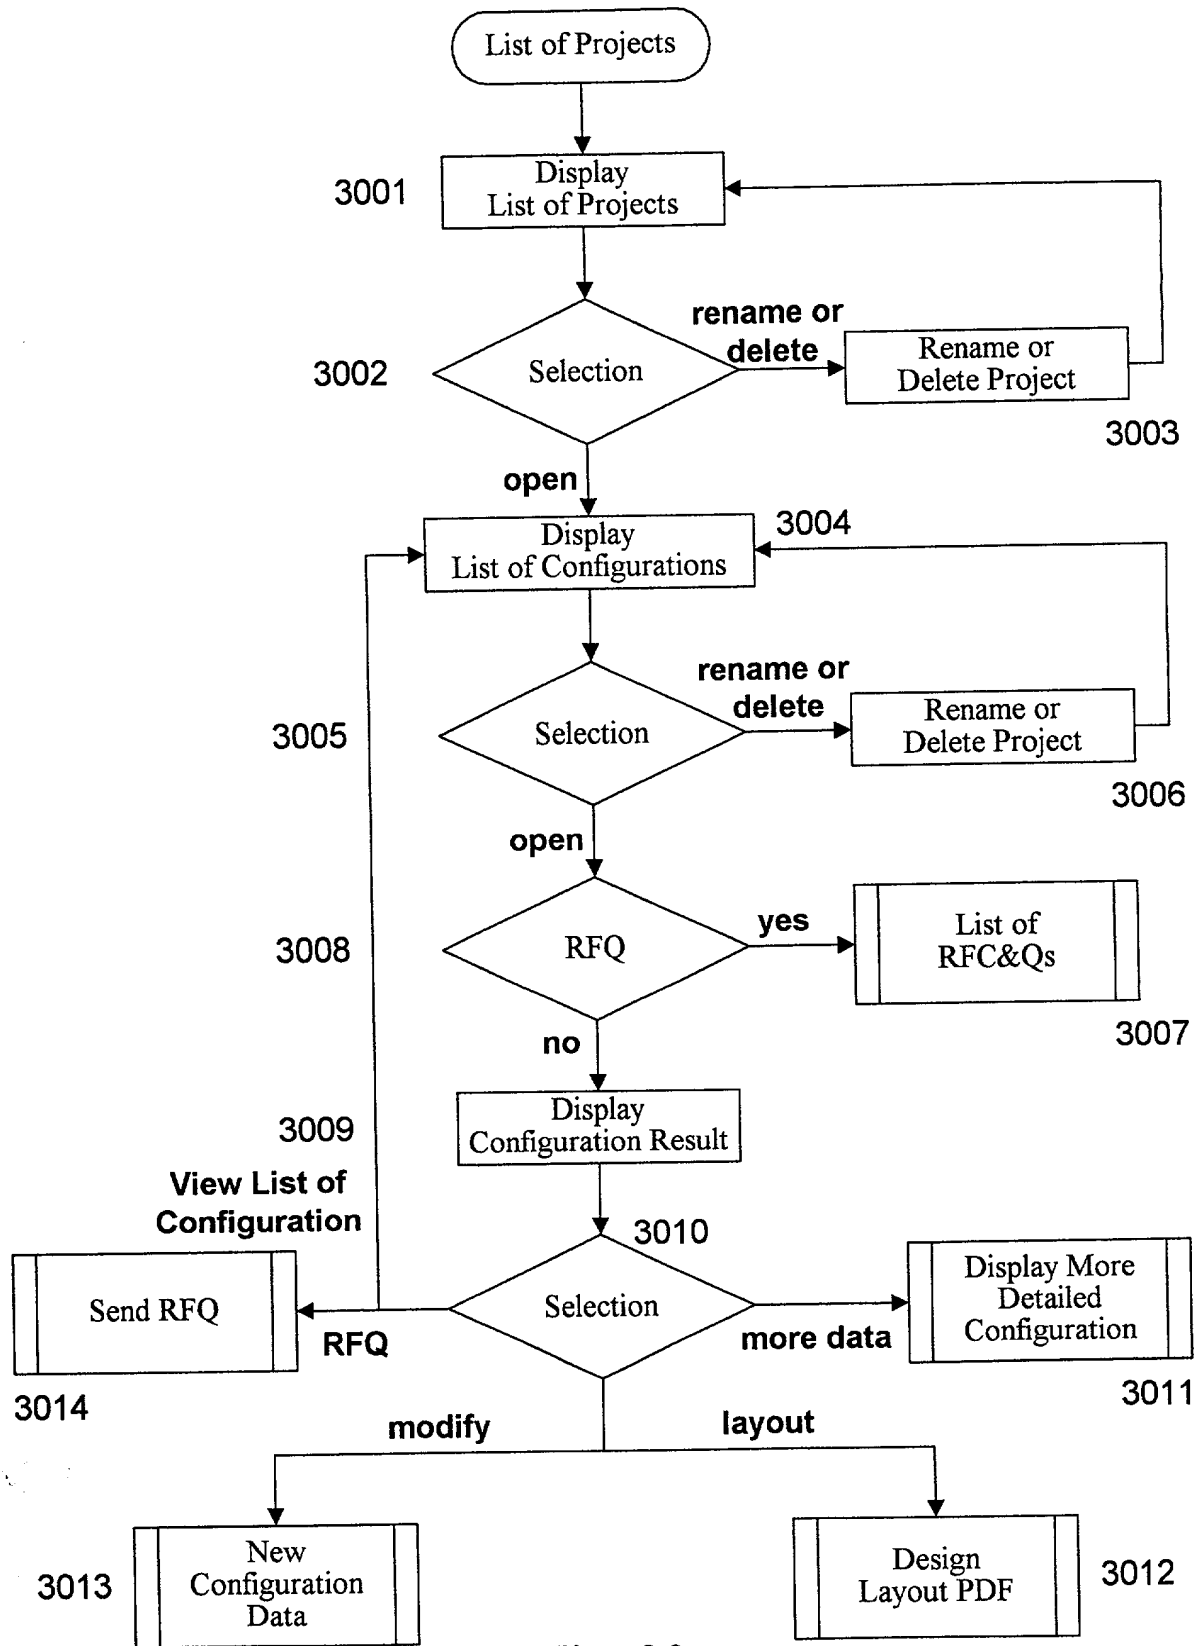 List of Projects
3001
Display
List of Projects
3002
Selection
rename or
delete
Rename or
Delete Project
3003
open
3004
Display
List of Configurations
3005
Selection
rename or
delete
Rename or
Delete Project
3006
open
3008
RFQ
yes
List of
RFC&Qs
3007
no
3009
Display
Configuration Result
View List of
Configuration
3010
Send RFQ
RFQ
Selection
more data
Display More
Detailed
Configuration
3014
3011
modify
layout
3013
New
Configuration
Data
Design
Layout PDF
3012